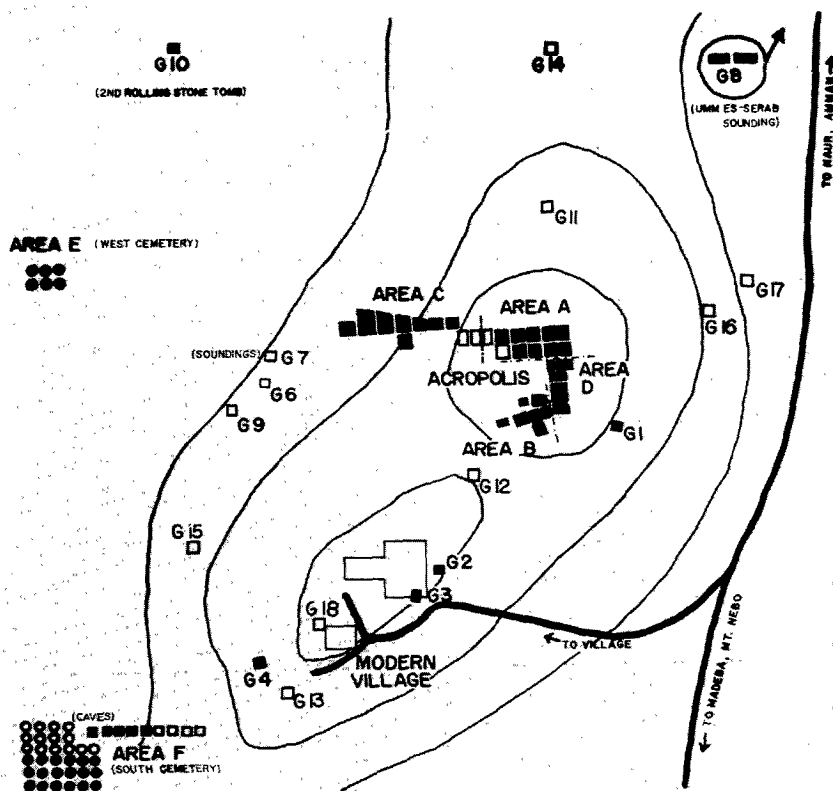 G10
(2ND ROLLING STONE TOMB)
G14
G8
(UMM ES-SERAB
SOUNDING)
TO NAUR, AMMAN →
G11
AREA E (WEST CEMETERY)
AREA C
AREA A
G17
G16
(SOUNDINGS) G7
G6
G9
ACROPOLIS
AREA
D
AREA B
G1
G12
G15
G2
G3
G18
← TO VILLAGE
← TO MADEBA, MT. NEBO
MODERN
VILLAGE
G4
G13
(CAVES)
AREA F
(SOUTH CEMETERY)